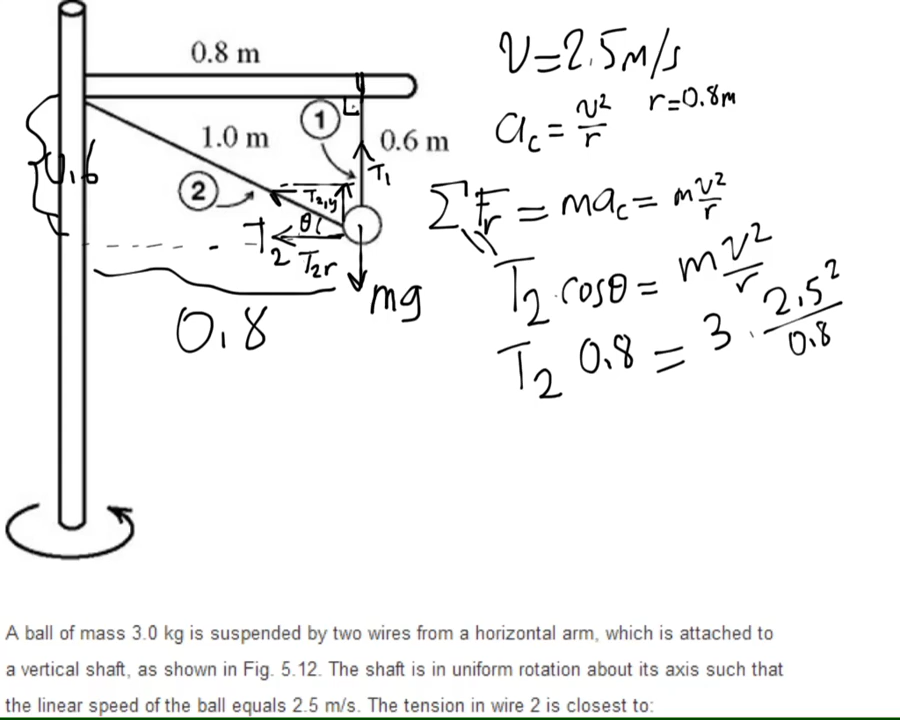 0.8 m
V=2.5m/s
a_c = v²/r r=0.8m
1
1.0 m
0.6 m
0.6
T₁
2
T₂,y
θ
T₂
T₂r
ΣFr = ma_c = m v²/r
mg
T₂·cosθ = m v²/r
0.8
T₂ 0.8 = 3 · 2.5²/0.8
A ball of mass 3.0 kg is suspended by two wires from a horizontal arm, which is attached to
a vertical shaft, as shown in Fig. 5.12. The shaft is in uniform rotation about its axis such that
the linear speed of the ball equals 2.5 m/s. The tension in wire 2 is closest to: